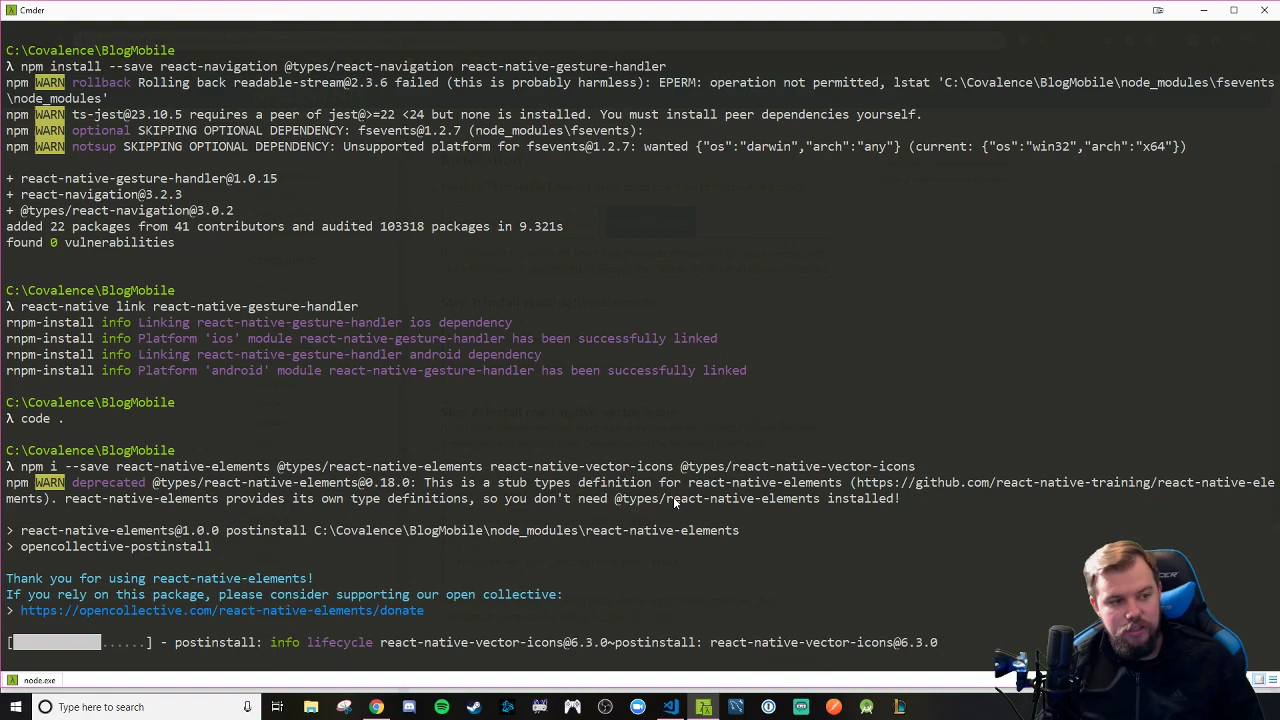 Cmder
C:\Covalence\BlogMobile
λ npm install --save react-navigation @types/react-navigation react-native-gesture-handler
npm WARN rollback Rolling back readable-stream@2.3.6 failed (this is probably harmless): EPERM: operation not permitted, lstat 'C:\Covalence\BlogMobile\node_modules\fsevents
\node_modules'
npm WARN ts-jest@23.10.5 requires a peer of jest@>=22 <24 but none is installed. You must install peer dependencies yourself.
npm WARN optional SKIPPING OPTIONAL DEPENDENCY: fsevents@1.2.7 (node_modules\fsevents):
npm WARN notsup SKIPPING OPTIONAL DEPENDENCY: Unsupported platform for fsevents@1.2.7: wanted {"os":"darwin","arch":"any"} (current: {"os":"win32","arch":"x64"})
+ react-native-gesture-handler@1.0.15
+ react-navigation@3.2.3
+ @types/react-navigation@3.0.2
added 22 packages from 41 contributors and audited 103318 packages in 9.321s
found 0 vulnerabilities
C:\Covalence\BlogMobile
λ react-native link react-native-gesture-handler
rnpm-install info Linking react-native-gesture-handler ios dependency
rnpm-install info Platform 'ios' module react-native-gesture-handler has been successfully linked
rnpm-install info Linking react-native-gesture-handler android dependency
rnpm-install info Platform 'android' module react-native-gesture-handler has been successfully linked
C:\Covalence\BlogMobile
λ code .
C:\Covalence\BlogMobile
λ npm i --save react-native-elements @types/react-native-elements react-native-vector-icons @types/react-native-vector-icons
npm WARN deprecated @types/react-native-elements@0.18.0: This is a stub types definition for react-native-elements (https://github.com/react-native-training/react-native-ele
ments). react-native-elements provides its own type definitions, so you don't need @types/react-native-elements installed!
> react-native-elements@1.0.0 postinstall C:\Covalence\BlogMobile\node_modules\react-native-elements
> opencollective-postinstall
Thank you for using react-native-elements!
If you rely on this package, please consider supporting our open collective:
> https://opencollective.com/react-native-elements/donate
[ ......] - postinstall: info lifecycle react-native-vector-icons@6.3.0~postinstall: react-native-vector-icons@6.3.0
node.exe
Type here to search